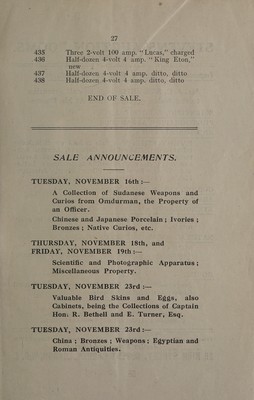 27
435 Three 2-volt 100 amp. "Lucas," charged
436 Half-dozen 4-volt 4 amp. "King Eton,"
new
437 Half-dozen 4-volt 4 amp. ditto, ditto
438 Half-dozen 4-volt 4 amp. ditto, ditto
END OF SALE.
SALE ANNOUNCEMENTS.
TUESDAY, NOVEMBER 16th :—
A Collection of Sudanese Weapons and
Curios from Omdurman, the Property of
an Officer.
Chinese and Japanese Porcelain ; Ivories ;
Bronzes ; Native Curios, etc.
THURSDAY, NOVEMBER 18th, and
FRIDAY, NOVEMBER 19th :—
Scientific and Photographic Apparatus ;
Miscellaneous Property.
TUESDAY, NOVEMBER 23rd :—
Valuable Bird Skins and Eggs, also
Cabinets, being the Collections of Captain
Hon. R. Bethell and E. Turner, Esq.
TUESDAY, NOVEMBER 23rd :—
China ; Bronzes ; Weapons ; Egyptian and
Roman Antiquities.